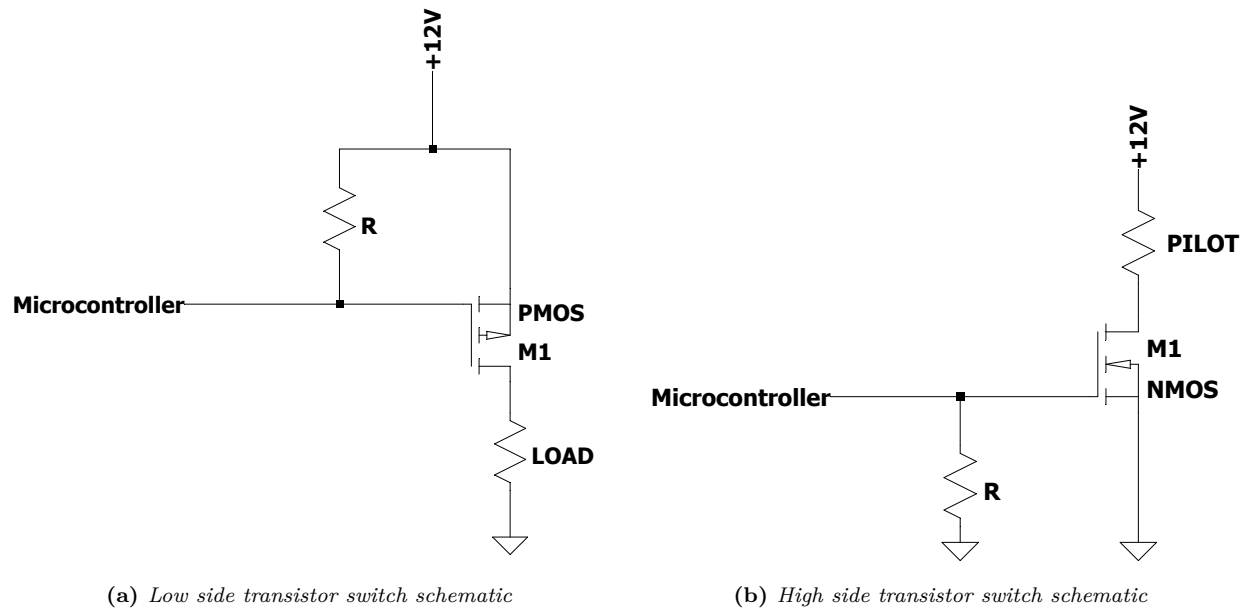 +12V
R
Microcontroller
PMOS
M1
LOAD
(a) Low side transistor switch schematic
+12V
PILOT
M1
NMOS
Microcontroller
R
(b) High side transistor switch schematic